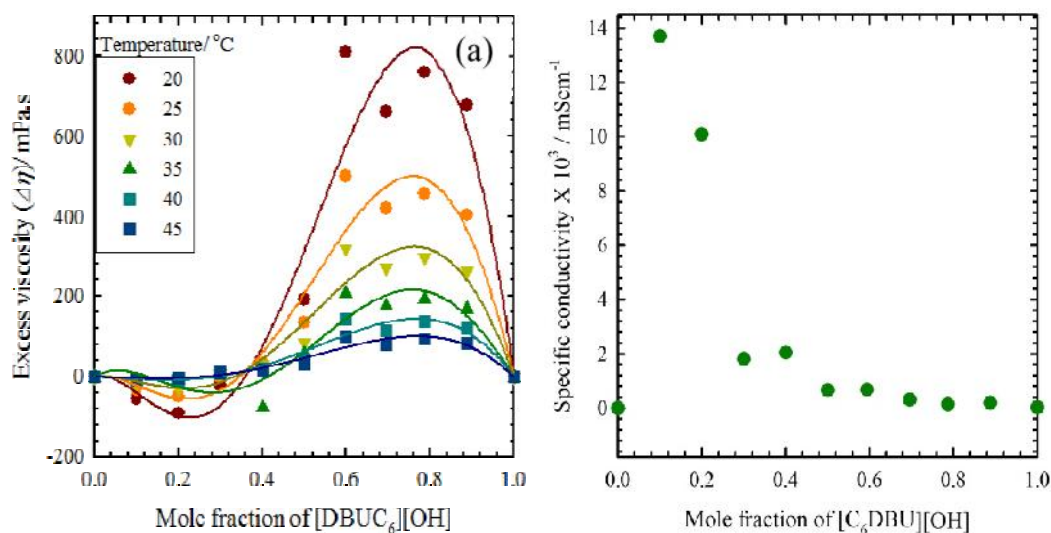 Temperature/ °C
20
25
30
35
40
45
(a)
800
600
400
200
0
-200
0.0 0.2 0.4 0.6 0.8 1.0
Excess viscosity (Δη)/ mPa.s
Mole fraction of [DBUC₆][OH]
14
12
10
8
6
4
2
0
0.0 0.2 0.4 0.6 0.8 1.0
Specific conductivity X 10³ / mScm⁻¹
Mole fraction of [C₆DBU][OH]